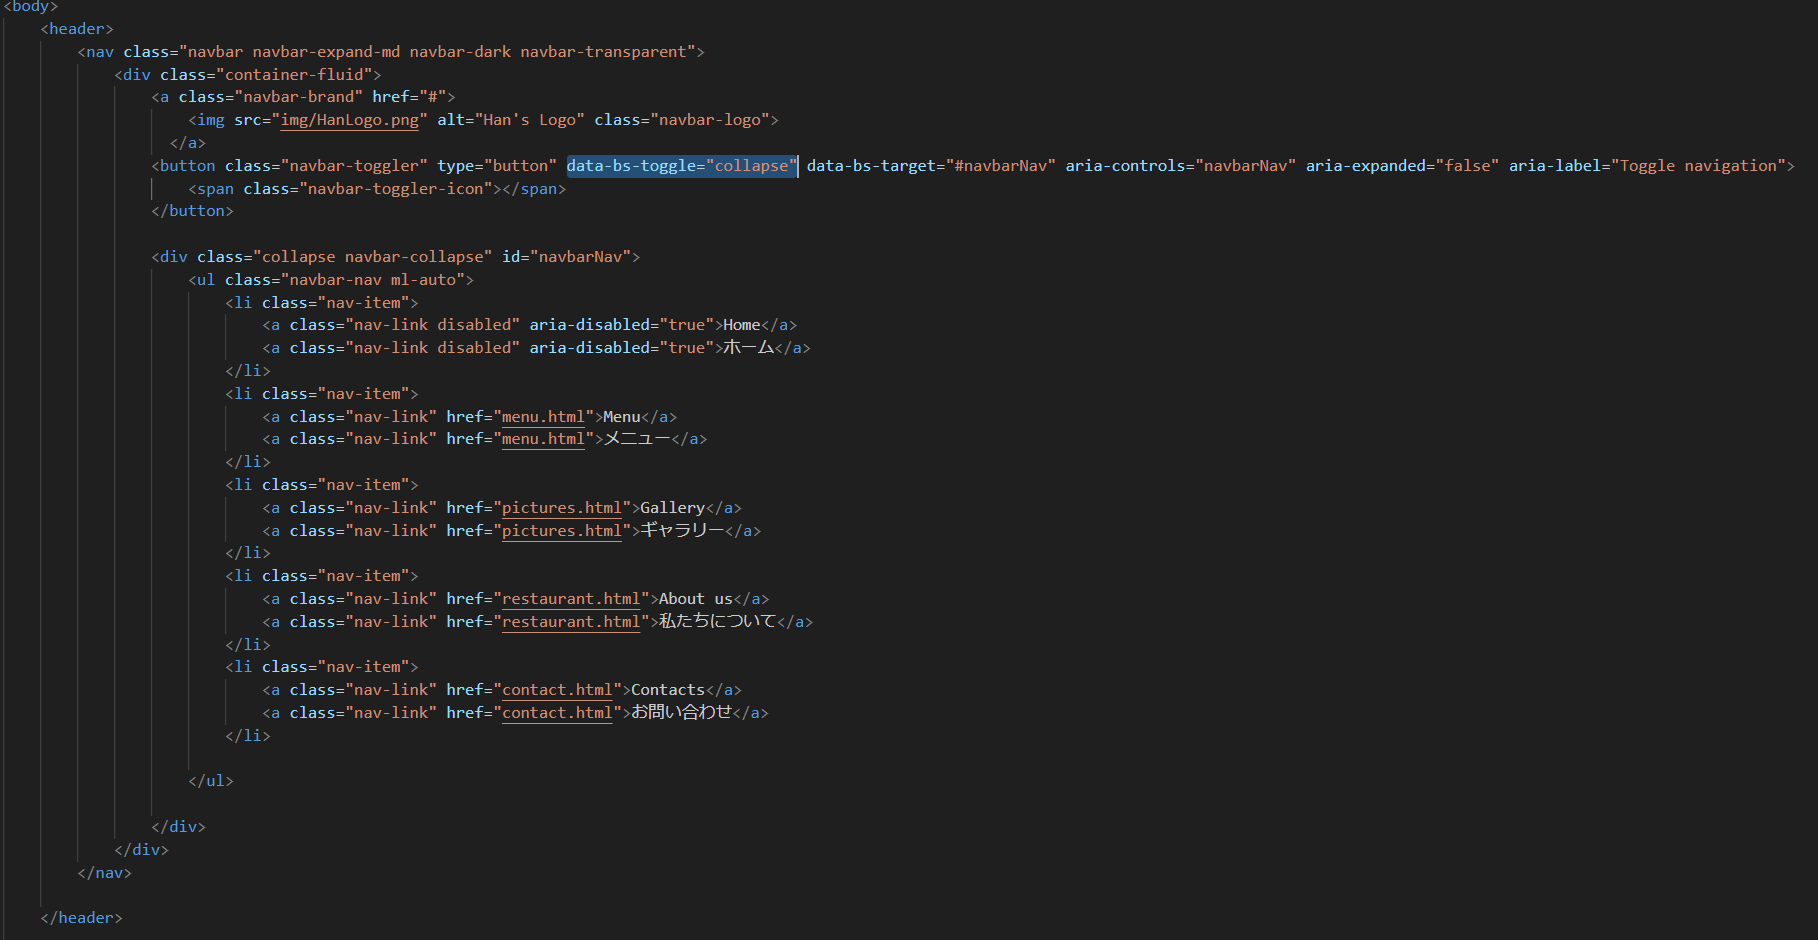 <body>
<header>
<nav class="navbar navbar-expand-md navbar-dark navbar-transparent">
<div class="container-fluid">
<a class="navbar-brand" href="#">
<img src="img/HanLogo.png" alt="Han's Logo" class="navbar-logo">
</a>
<button class="navbar-toggler" type="button" data-bs-toggle="collapse" data-bs-target="#navbarNav" aria-controls="navbarNav" aria-expanded="false" aria-label="Toggle navigation">
<span class="navbar-toggler-icon"></span>
</button>
<div class="collapse navbar-collapse" id="navbarNav">
<ul class="navbar-nav ml-auto">
<li class="nav-item">
<a class="nav-link disabled" aria-disabled="true">Home</a>
<a class="nav-link disabled" aria-disabled="true">ホーム</a>
</li>
<li class="nav-item">
<a class="nav-link" href="menu.html">Menu</a>
<a class="nav-link" href="menu.html">メニュー</a>
</li>
<li class="nav-item">
<a class="nav-link" href="pictures.html">Gallery</a>
<a class="nav-link" href="pictures.html">ギャラリー</a>
</li>
<li class="nav-item">
<a class="nav-link" href="restaurant.html">About us</a>
<a class="nav-link" href="restaurant.html">私たちについて</a>
</li>
<li class="nav-item">
<a class="nav-link" href="contact.html">Contacts</a>
<a class="nav-link" href="contact.html">お問い合わせ</a>
</li>
</ul>
</div>
</div>
</nav>
</header>